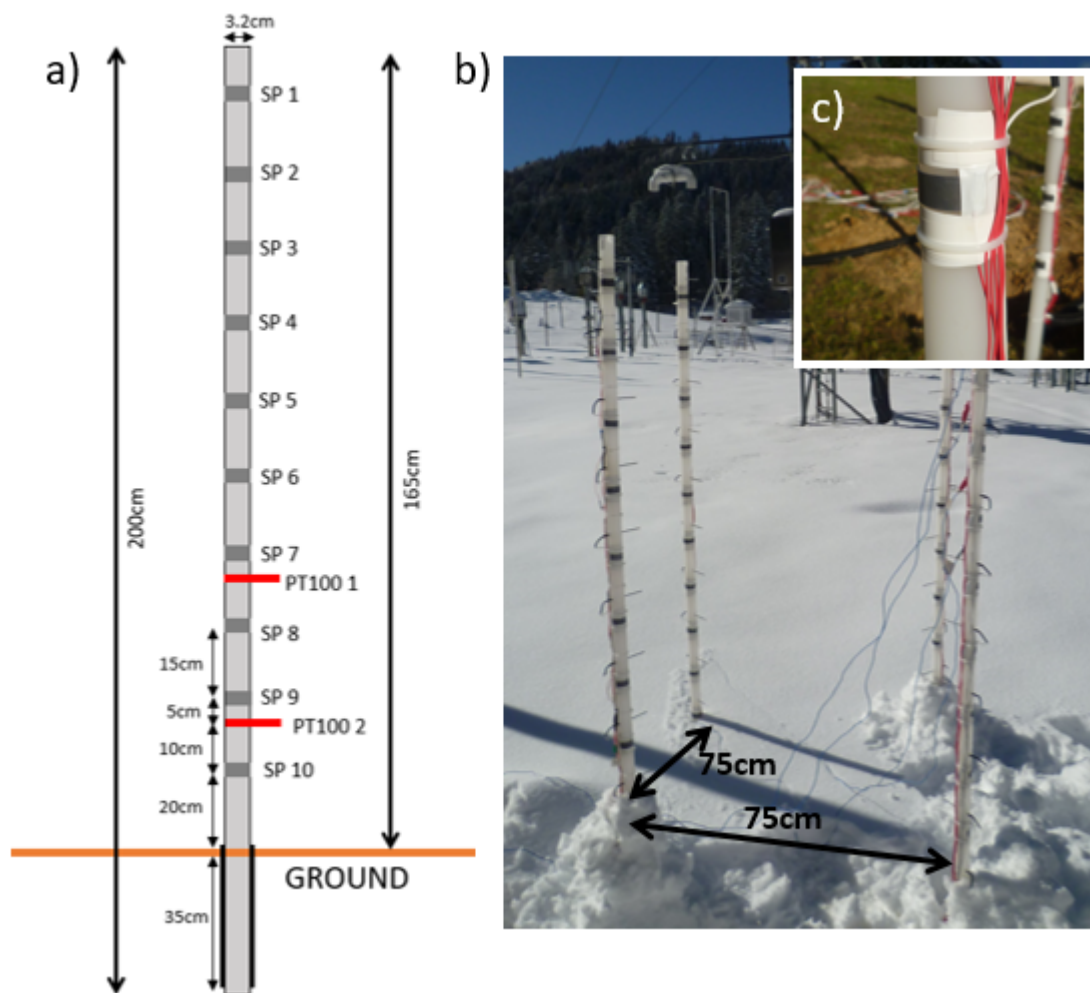 3.2cm
a)
SP 1
SP 2
SP 3
SP 4
SP 5
SP 6
SP 7
PT100 1
SP 8
15cm
SP 9
5cm
PT100 2
10cm
SP 10
20cm
GROUND
35cm
200cm
165cm
b)
c)
75cm
75cm